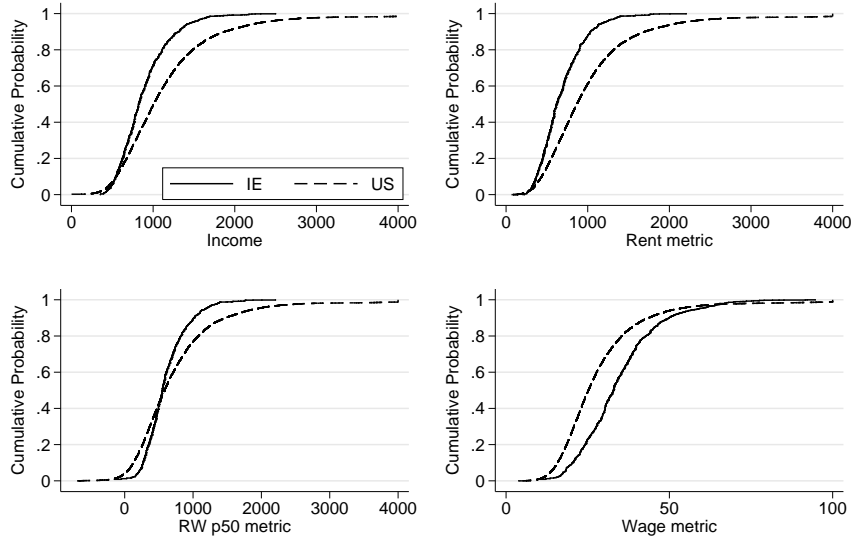 Cumulative Probability
1
.8
.6
.4
.2
0
IE US
0 1000 2000 3000 4000
Income
Cumulative Probability
1
.8
.6
.4
.2
0
0 1000 2000 3000 4000
Rent metric
Cumulative Probability
1
.8
.6
.4
.2
0
0 1000 2000 3000 4000
RW p50 metric
Cumulative Probability
1
.8
.6
.4
.2
0
0 50 100
Wage metric